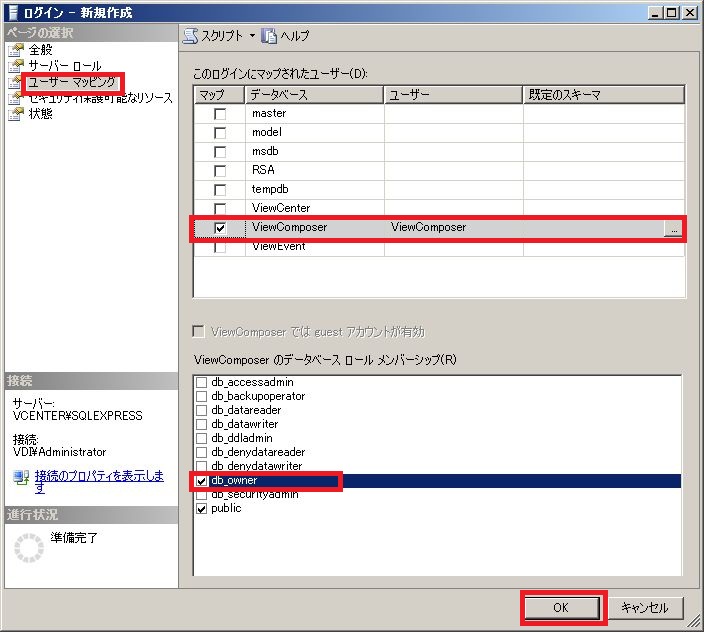 ログイン - 新規作成
ページの選択
全般
サーバー ロール
ユーザー マッピング
セキュリティ保護可能なリソース
状態
スクリプト
ヘルプ
このログインにマップされたユーザー(D):
マップ データベース ユーザー 既定のスキーマ
master
model
msdb
RSA
tempdb
ViewCenter
ViewComposer ViewComposer ...
ViewEvent
ViewComposer では guest アカウントが有効
ViewComposer のデータベース ロール メンバーシップ(R)
db_accessadmin
db_backupoperator
db_datareader
db_datawriter
db_ddladmin
db_denydatareader
db_denydatawriter
db_owner
db_securityadmin
public
接続
サーバー:
VCENTER¥SQLEXPRESS
接続:
VDI¥Administrator
接続のプロパティを表示しま
す
進行状況
準備完了
OK キャンセル